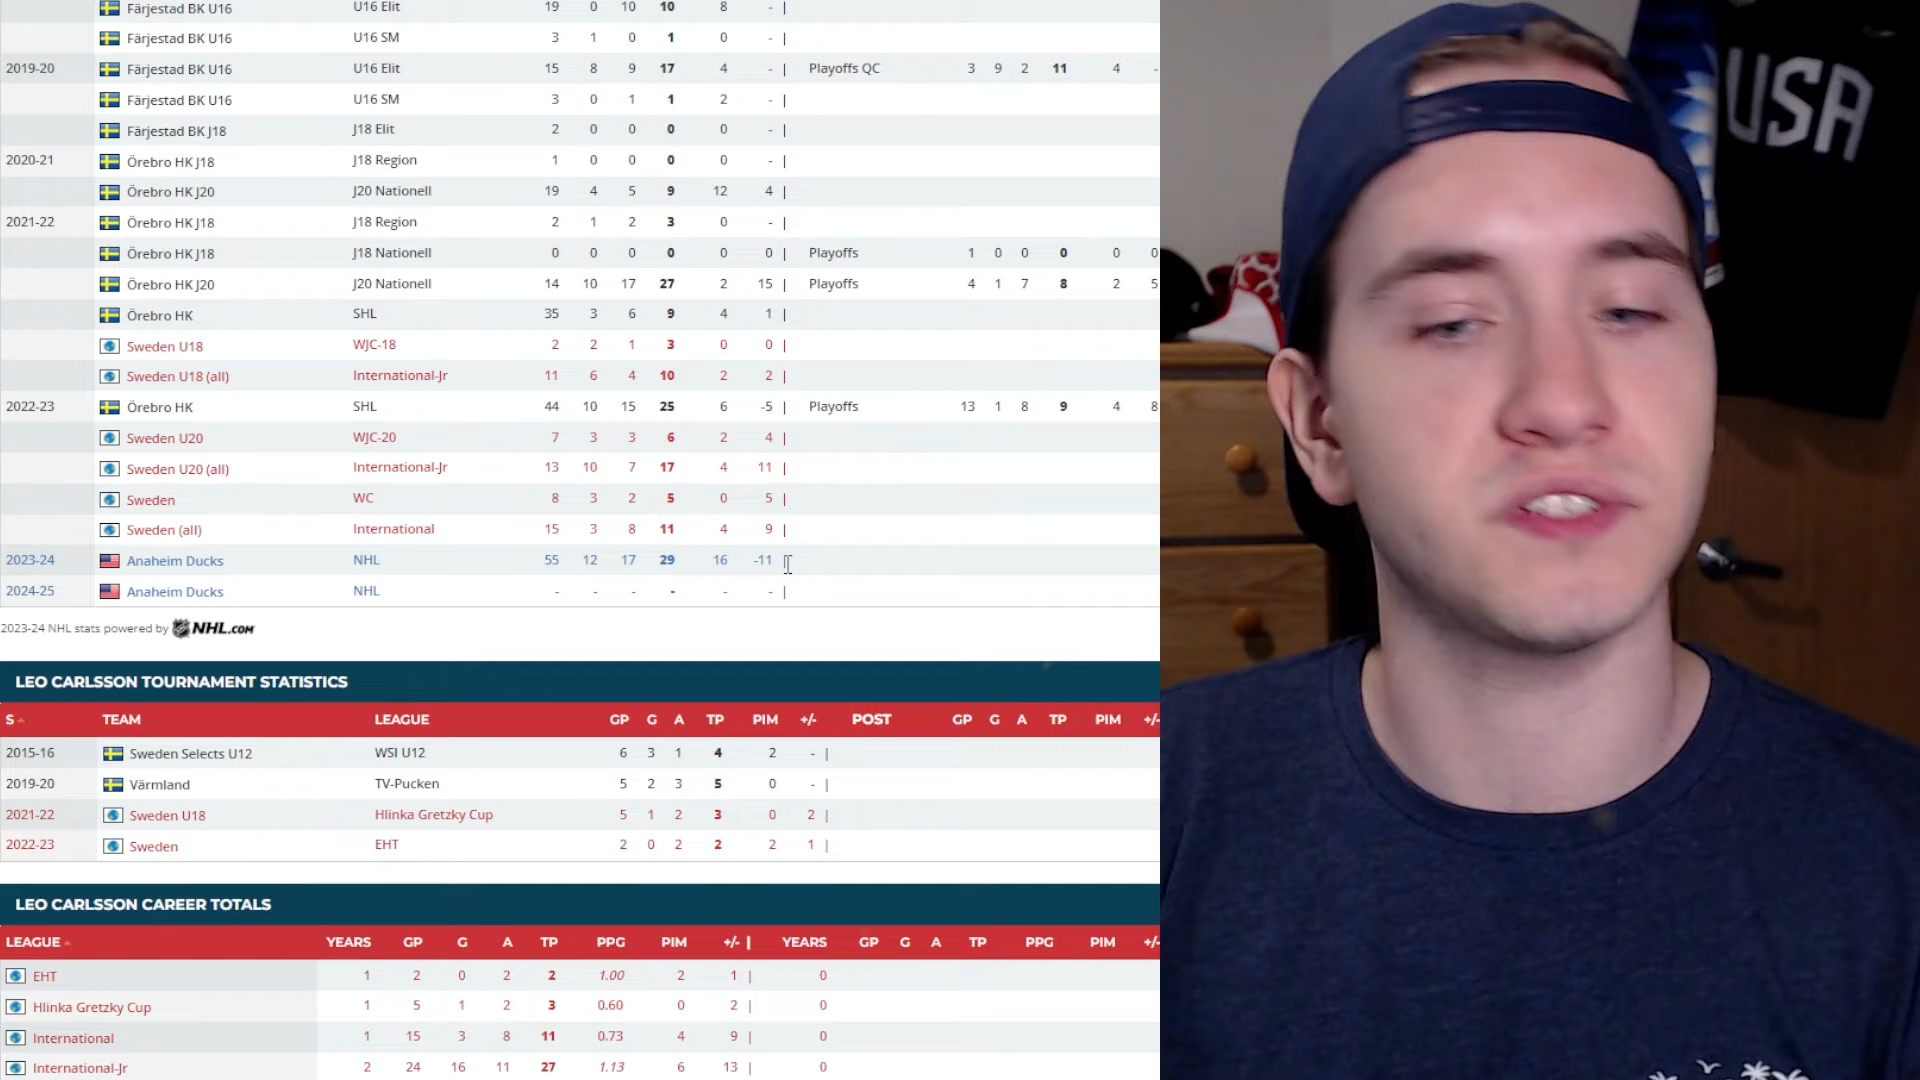 Färjestad BK U16 U16 Elit 19 0 10 10 8 - |
Färjestad BK U16 U16 SM 3 1 0 1 0 - |
2019-20 Färjestad BK U16 U16 Elit 15 8 9 17 4 - | Playoffs QC 3 9 2 11 4 -
Färjestad BK U16 U16 SM 3 0 1 1 2 - |
Färjestad BK J18 J18 Elit 2 0 0 0 0 - |
2020-21 Örebro HK J18 J18 Region 1 0 0 0 0 - |
Örebro HK J20 J20 Nationell 19 4 5 9 12 4 |
2021-22 Örebro HK J18 J18 Region 2 1 2 3 0 - |
Örebro HK J18 J18 Nationell 0 0 0 0 0 0 | Playoffs 1 0 0 0 0 0
Örebro HK J20 J20 Nationell 14 10 17 27 2 15 | Playoffs 4 1 7 8 2 5
Örebro HK SHL 35 3 6 9 4 1 |
Sweden U18 WJC-18 2 2 1 3 0 0 |
Sweden U18 (all) International-Jr 11 6 4 10 2 2 |
2022-23 Örebro HK SHL 44 10 15 25 6 -5 | Playoffs 13 1 8 9 4 8
Sweden U20 WJC-20 7 3 3 6 2 4 |
Sweden U20 (all) International-Jr 13 10 7 17 4 11 |
Sweden WC 8 3 2 5 0 5 |
Sweden (all) International 15 3 8 11 4 9 |
2023-24 Anaheim Ducks NHL 55 12 17 29 16 -11 |
2024-25 Anaheim Ducks NHL - - - - - - |
2023-24 NHL stats powered by NHL.COM
LEO CARLSSON TOURNAMENT STATISTICS
S TEAM LEAGUE GP G A TP PIM +/- POST GP G A TP PIM +/-
2015-16 Sweden Selects U12 WSI U12 6 3 1 4 2 - |
2019-20 Värmland TV-Pucken 5 2 3 5 0 - |
2021-22 Sweden U18 Hlinka Gretzky Cup 5 1 2 3 0 2 |
2022-23 Sweden EHT 2 0 2 2 2 1 |
LEO CARLSSON CAREER TOTALS
LEAGUE YEARS GP G A TP PPG PIM +/- | YEARS GP G A TP PPG PIM +/-
EHT 1 2 0 2 2 1.00 2 1 | 0
Hlinka Gretzky Cup 1 5 1 2 3 0.60 0 2 | 0
International 1 15 3 8 11 0.73 4 9 | 0
International-Jr 2 24 16 11 27 1.13 6 13 | 0
USA